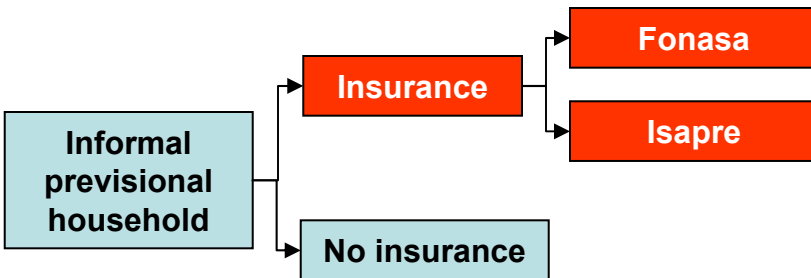 Informal
previsional
household
Insurance
No insurance
Fonasa
Isapre